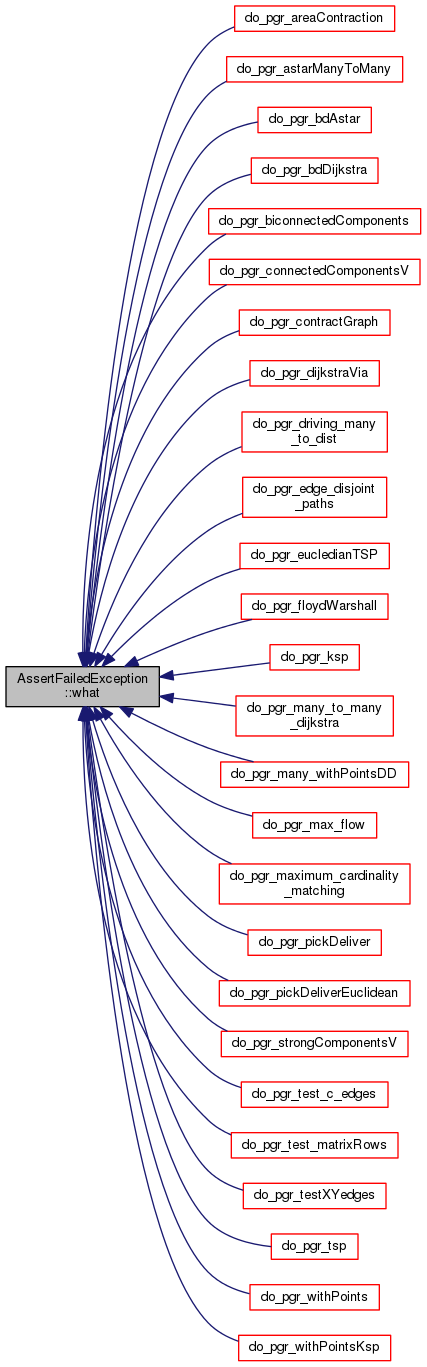 do_pgr_areaContraction
do_pgr_astarManyToMany
do_pgr_bdAstar
do_pgr_bdDijkstra
do_pgr_biconnectedComponents
do_pgr_connectedComponentsV
do_pgr_contractGraph
do_pgr_dijkstraVia
do_pgr_driving_many
_to_dist
do_pgr_edge_disjoint
_paths
do_pgr_eucledianTSP
do_pgr_floydWarshall
do_pgr_ksp
AssertFailedException
::what
do_pgr_many_to_many
_dijkstra
do_pgr_many_withPointsDD
do_pgr_max_flow
do_pgr_maximum_cardinality
_matching
do_pgr_pickDeliver
do_pgr_pickDeliverEuclidean
do_pgr_strongComponentsV
do_pgr_test_c_edges
do_pgr_test_matrixRows
do_pgr_testXYedges
do_pgr_tsp
do_pgr_withPoints
do_pgr_withPointsKsp